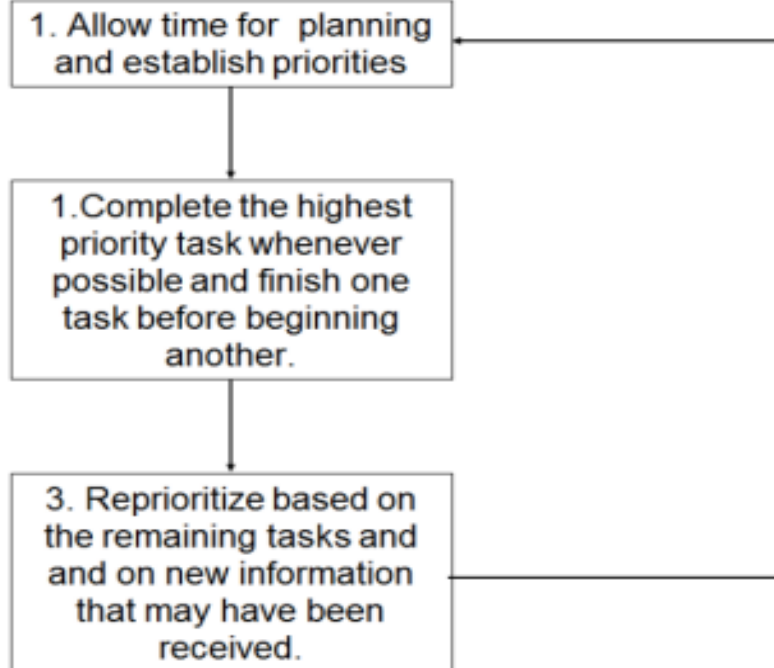 1. Allow time for planning
and establish priorities
1.Complete the highest
priority task whenever
possible and finish one
task before beginning
another.
3. Reprioritize based on
the remaining tasks and
and on new information
that may have been
received.